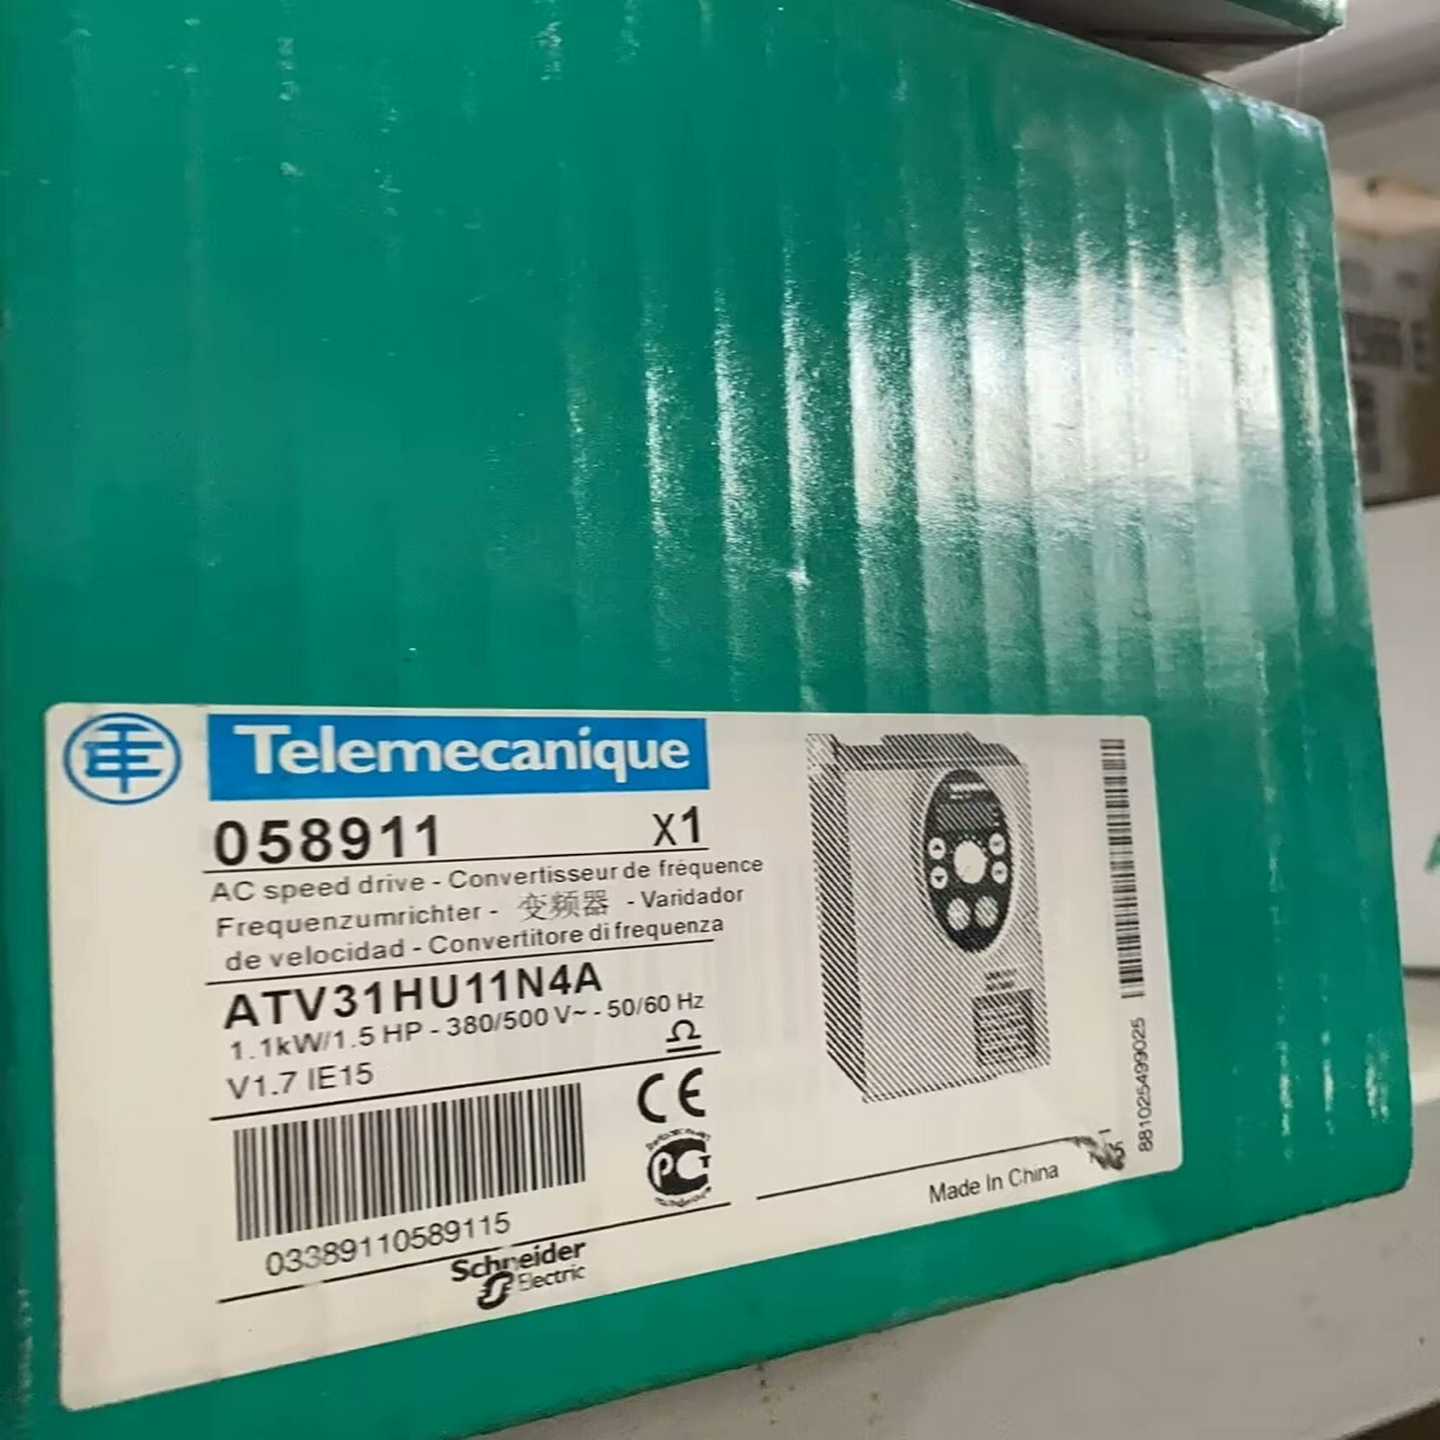 Telemecanique
058911 X1
AC speed drive - Convertisseur de fréquence
Frequenzumrichter - 变频器 - Varidador
de velocidad - Convertitore di frequenza
ATV31HU11N4A
1.1kW/1.5 HP - 380/500 V~ - 50/60 Hz
V1.7 IE15
CE
PCT
03389110589115
Schneider
Electric
Made In China
881025499025